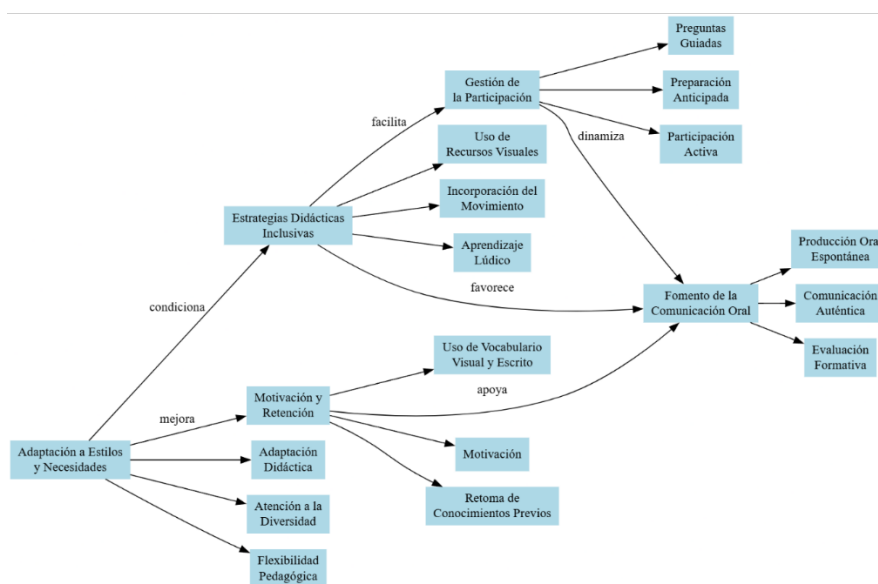 Preguntas
Guiadas
Gestión de
la Participación
Preparación
Anticipada
facilita
dinamiza
Participación
Activa
Uso de
Recursos Visuales
Incorporación del
Movimiento
Estrategias Didácticas
Inclusivas
Aprendizaje
Lúdico
Producción Ora
Espontánea
favorece
Fomento de la
Comunicación Oral
Comunicación
Auténtica
condiciona
Uso de Vocabulario
Visual y Escrito
Evaluación
Formativa
Motivación y
Retención
apoya
mejora
Adaptación a Estilos
y Necesidades
Adaptación
Didáctica
Motivación
Atención a la
Diversidad
Retoma de
Conocimientos Previos
Flexibilidad
Pedagógica